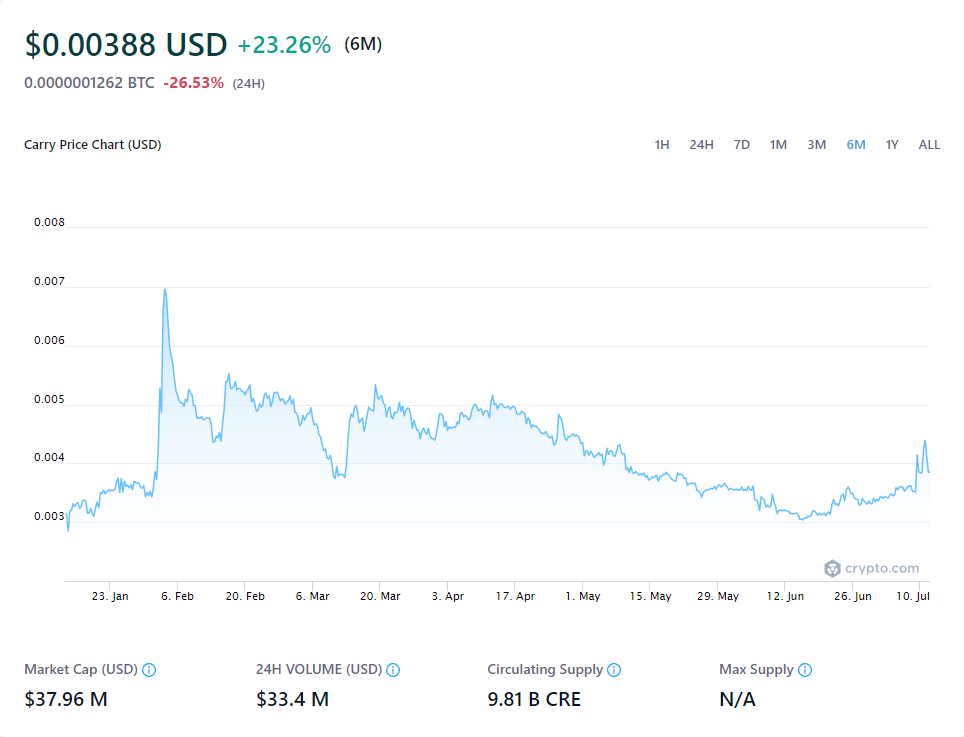 $0.00388 USD +23.26% (6M)
0.0000001262 BTC -26.53% (24H)
Carry Price Chart (USD) 1H 24H 7D 1M 3M 6M 1Y ALL
0.008
0.007
0.006
0.005
0.004
0.003
crypto.com
23. Jan 6. Feb 20. Feb 6. Mar 20. Mar 3. Apr 17. Apr 1. May 15. May 29. May 12. Jun 26. Jun 10. Jul
Market Cap (USD) 24H VOLUME (USD) Circulating Supply Max Supply
$37.96 M $33.4 M 9.81 B CRE N/A